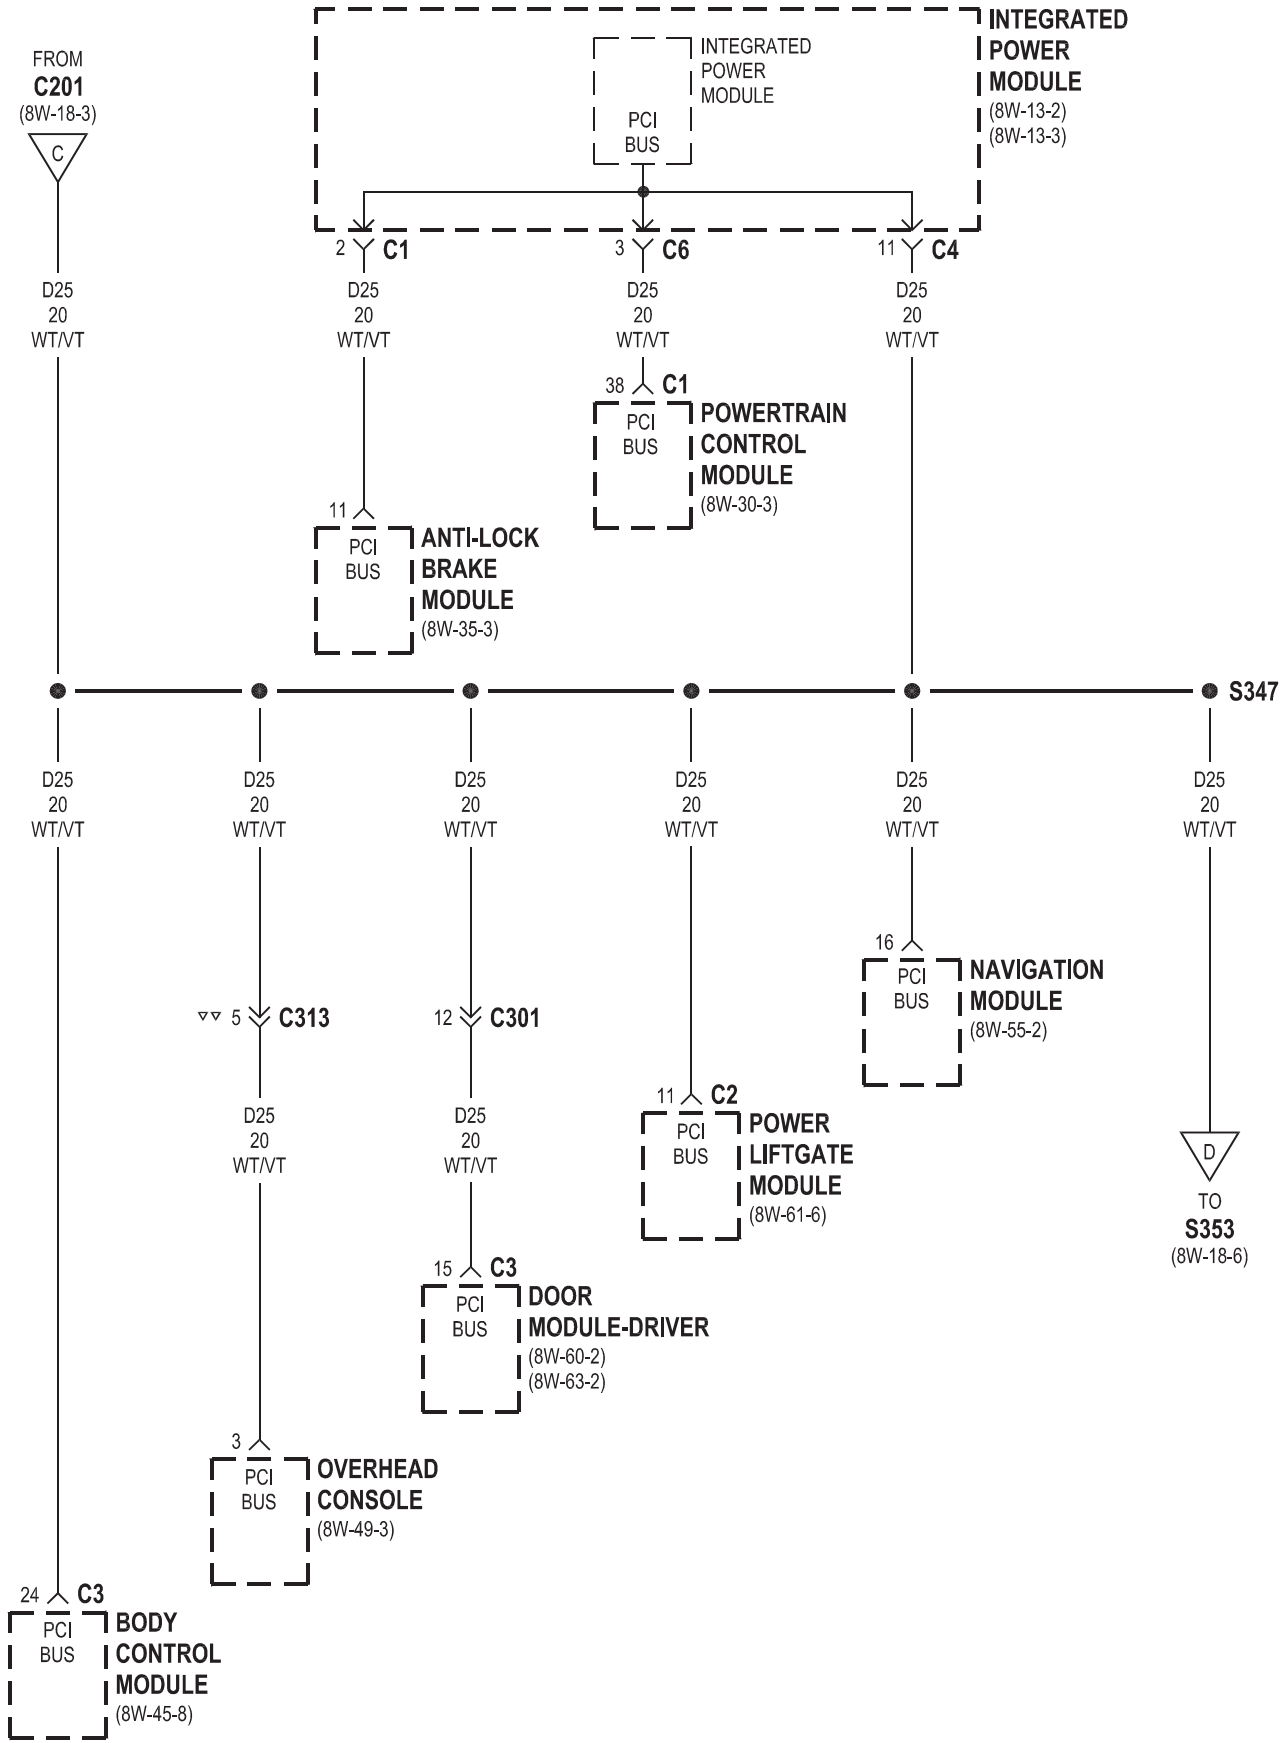 FROM
C201
(8W-18-3)
C
INTEGRATED
POWER
MODULE
(8W-13-2)
(8W-13-3)
INTEGRATED
POWER
MODULE
PCI
BUS
2 C1
3 C6
11 C4
D25
20
WT/VT
D25
20
WT/VT
D25
20
WT/VT
D25
20
WT/VT
38 C1
PCI
BUS
POWERTRAIN
CONTROL
MODULE
(8W-30-3)
11
PCI
BUS
ANTI-LOCK
BRAKE
MODULE
(8W-35-3)
S347
D25
20
WT/VT
D25
20
WT/VT
D25
20
WT/VT
D25
20
WT/VT
D25
20
WT/VT
D25
20
WT/VT
16
PCI
BUS
NAVIGATION
MODULE
(8W-55-2)
▽▽ 5 C313
12 C301
D25
20
WT/VT
D25
20
WT/VT
11 C2
PCI
BUS
POWER
LIFTGATE
MODULE
(8W-61-6)
D
TO
S353
(8W-18-6)
15 C3
PCI
BUS
DOOR
MODULE-DRIVER
(8W-60-2)
(8W-63-2)
3
PCI
BUS
OVERHEAD
CONSOLE
(8W-49-3)
24 C3
PCI
BUS
BODY
CONTROL
MODULE
(8W-45-8)